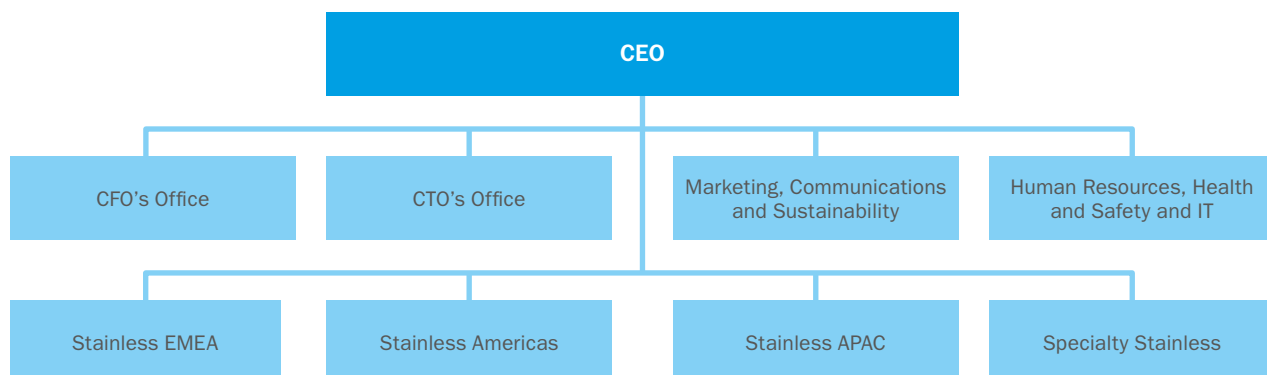 CEO
CFO’s Office
CTO’s Office
Marketing, Communications
and Sustainability
Human Resources, Health
and Safety and IT
Stainless EMEA
Stainless Americas
Stainless APAC
Specialty Stainless